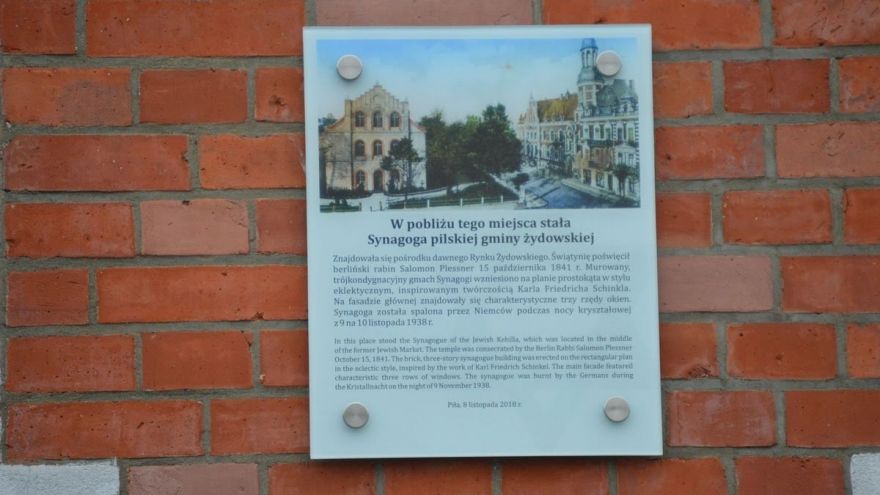 W pobliżu tego miejsca stała
Synagoga pilskiej gminy żydowskiej
Znajdowała się pośrodku dawnego Rynku Żydowskiego. Świątynię poświęcił
berliński rabin Salomon Plessner 15 października 1841 r. Murowany,
trójkondygnacyjny gmach Synagogi wzniesiono na planie prostokąta w stylu
eklektycznym, inspirowanym twórczością Karla Friedricha Schinkla.
Na fasadzie głównej znajdowały się charakterystyczne trzy rzędy okien.
Synagoga została spalona przez Niemców podczas nocy kryształowej
z 9 na 10 listopada 1938 r.
In this place stood the Synagogue of the Jewish Kehilla, which was located in the middle
of the former Jewish Market. The temple was consecrated by the Berlin Rabbi Salomon Plessner
October 15, 1841. The brick, three-story synagogue building was erected on the rectangular plan
in the eclectic style, inspired by the work of Karl Friedrich Schinkel. The main facade featured
characteristic three rows of windows. The synagogue was burnt by the Germans during
the Kristallnacht on the night of 9 November 1938.
Piła, 8 listopada 2018 r.